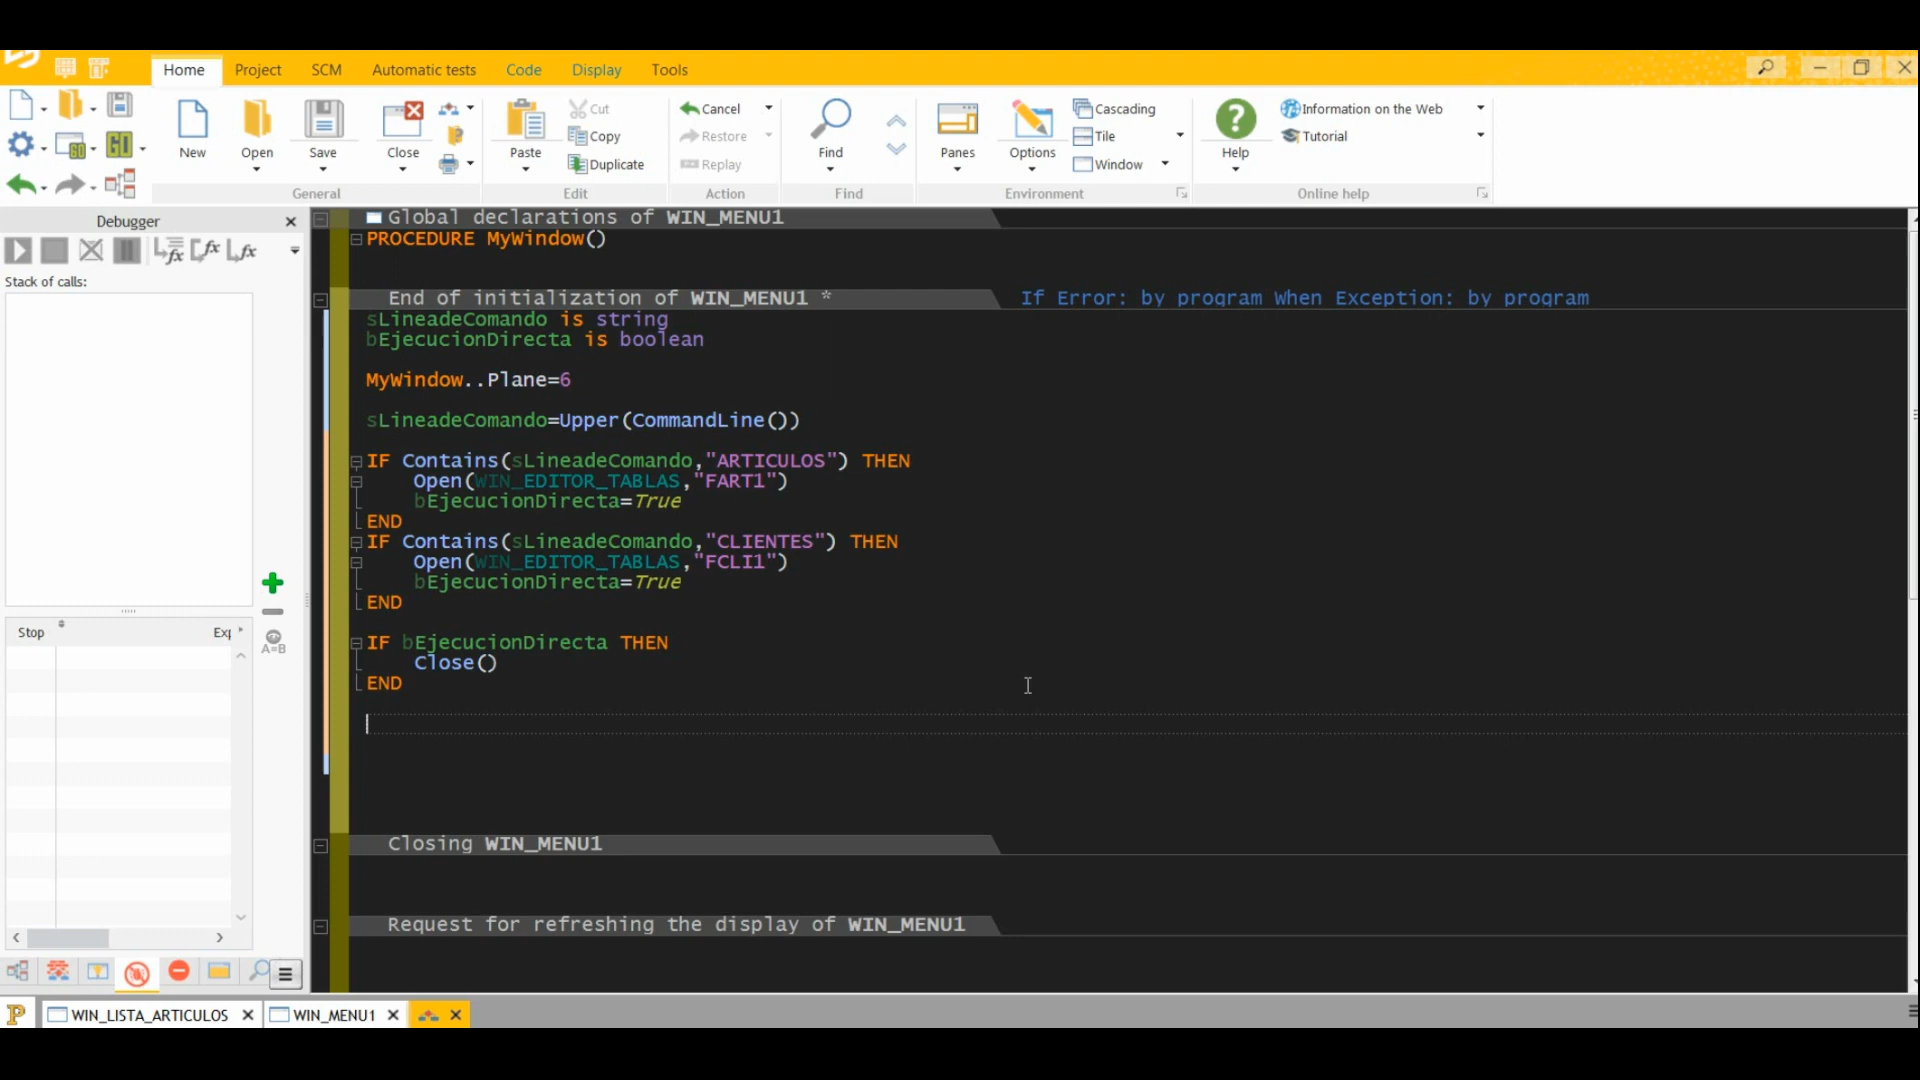 Home Project SCM Automatic tests Code Display Tools
New Open Save Close Paste Cut Copy Duplicate Cancel Restore Replay Find Panes Options Cascading Tile Window Help Information on the Web Tutorial
GO GO
General Edit Action Find Environment Online help
Debugger
Stack of calls:
Stop Exp
A=B
Global declarations of WIN_MENU1
PROCEDURE MyWindow()
End of initialization of WIN_MENU1 * If Error: by program When Exception: by program
sLineadeComando is string
bEjecucionDirecta is boolean
MyWindow..Plane=6
sLineadeComando=Upper(CommandLine())
IF Contains(sLineadeComando,"ARTICULOS") THEN
Open(WIN_EDITOR_TABLAS,"FART1")
bEjecucionDirecta=True
END
IF Contains(sLineadeComando,"CLIENTES") THEN
Open(WIN_EDITOR_TABLAS,"FCLI1")
bEjecucionDirecta=True
END
IF bEjecucionDirecta THEN
Close()
END
Closing WIN_MENU1
Request for refreshing the display of WIN_MENU1
WIN_LISTA_ARTICULOS WIN_MENU1